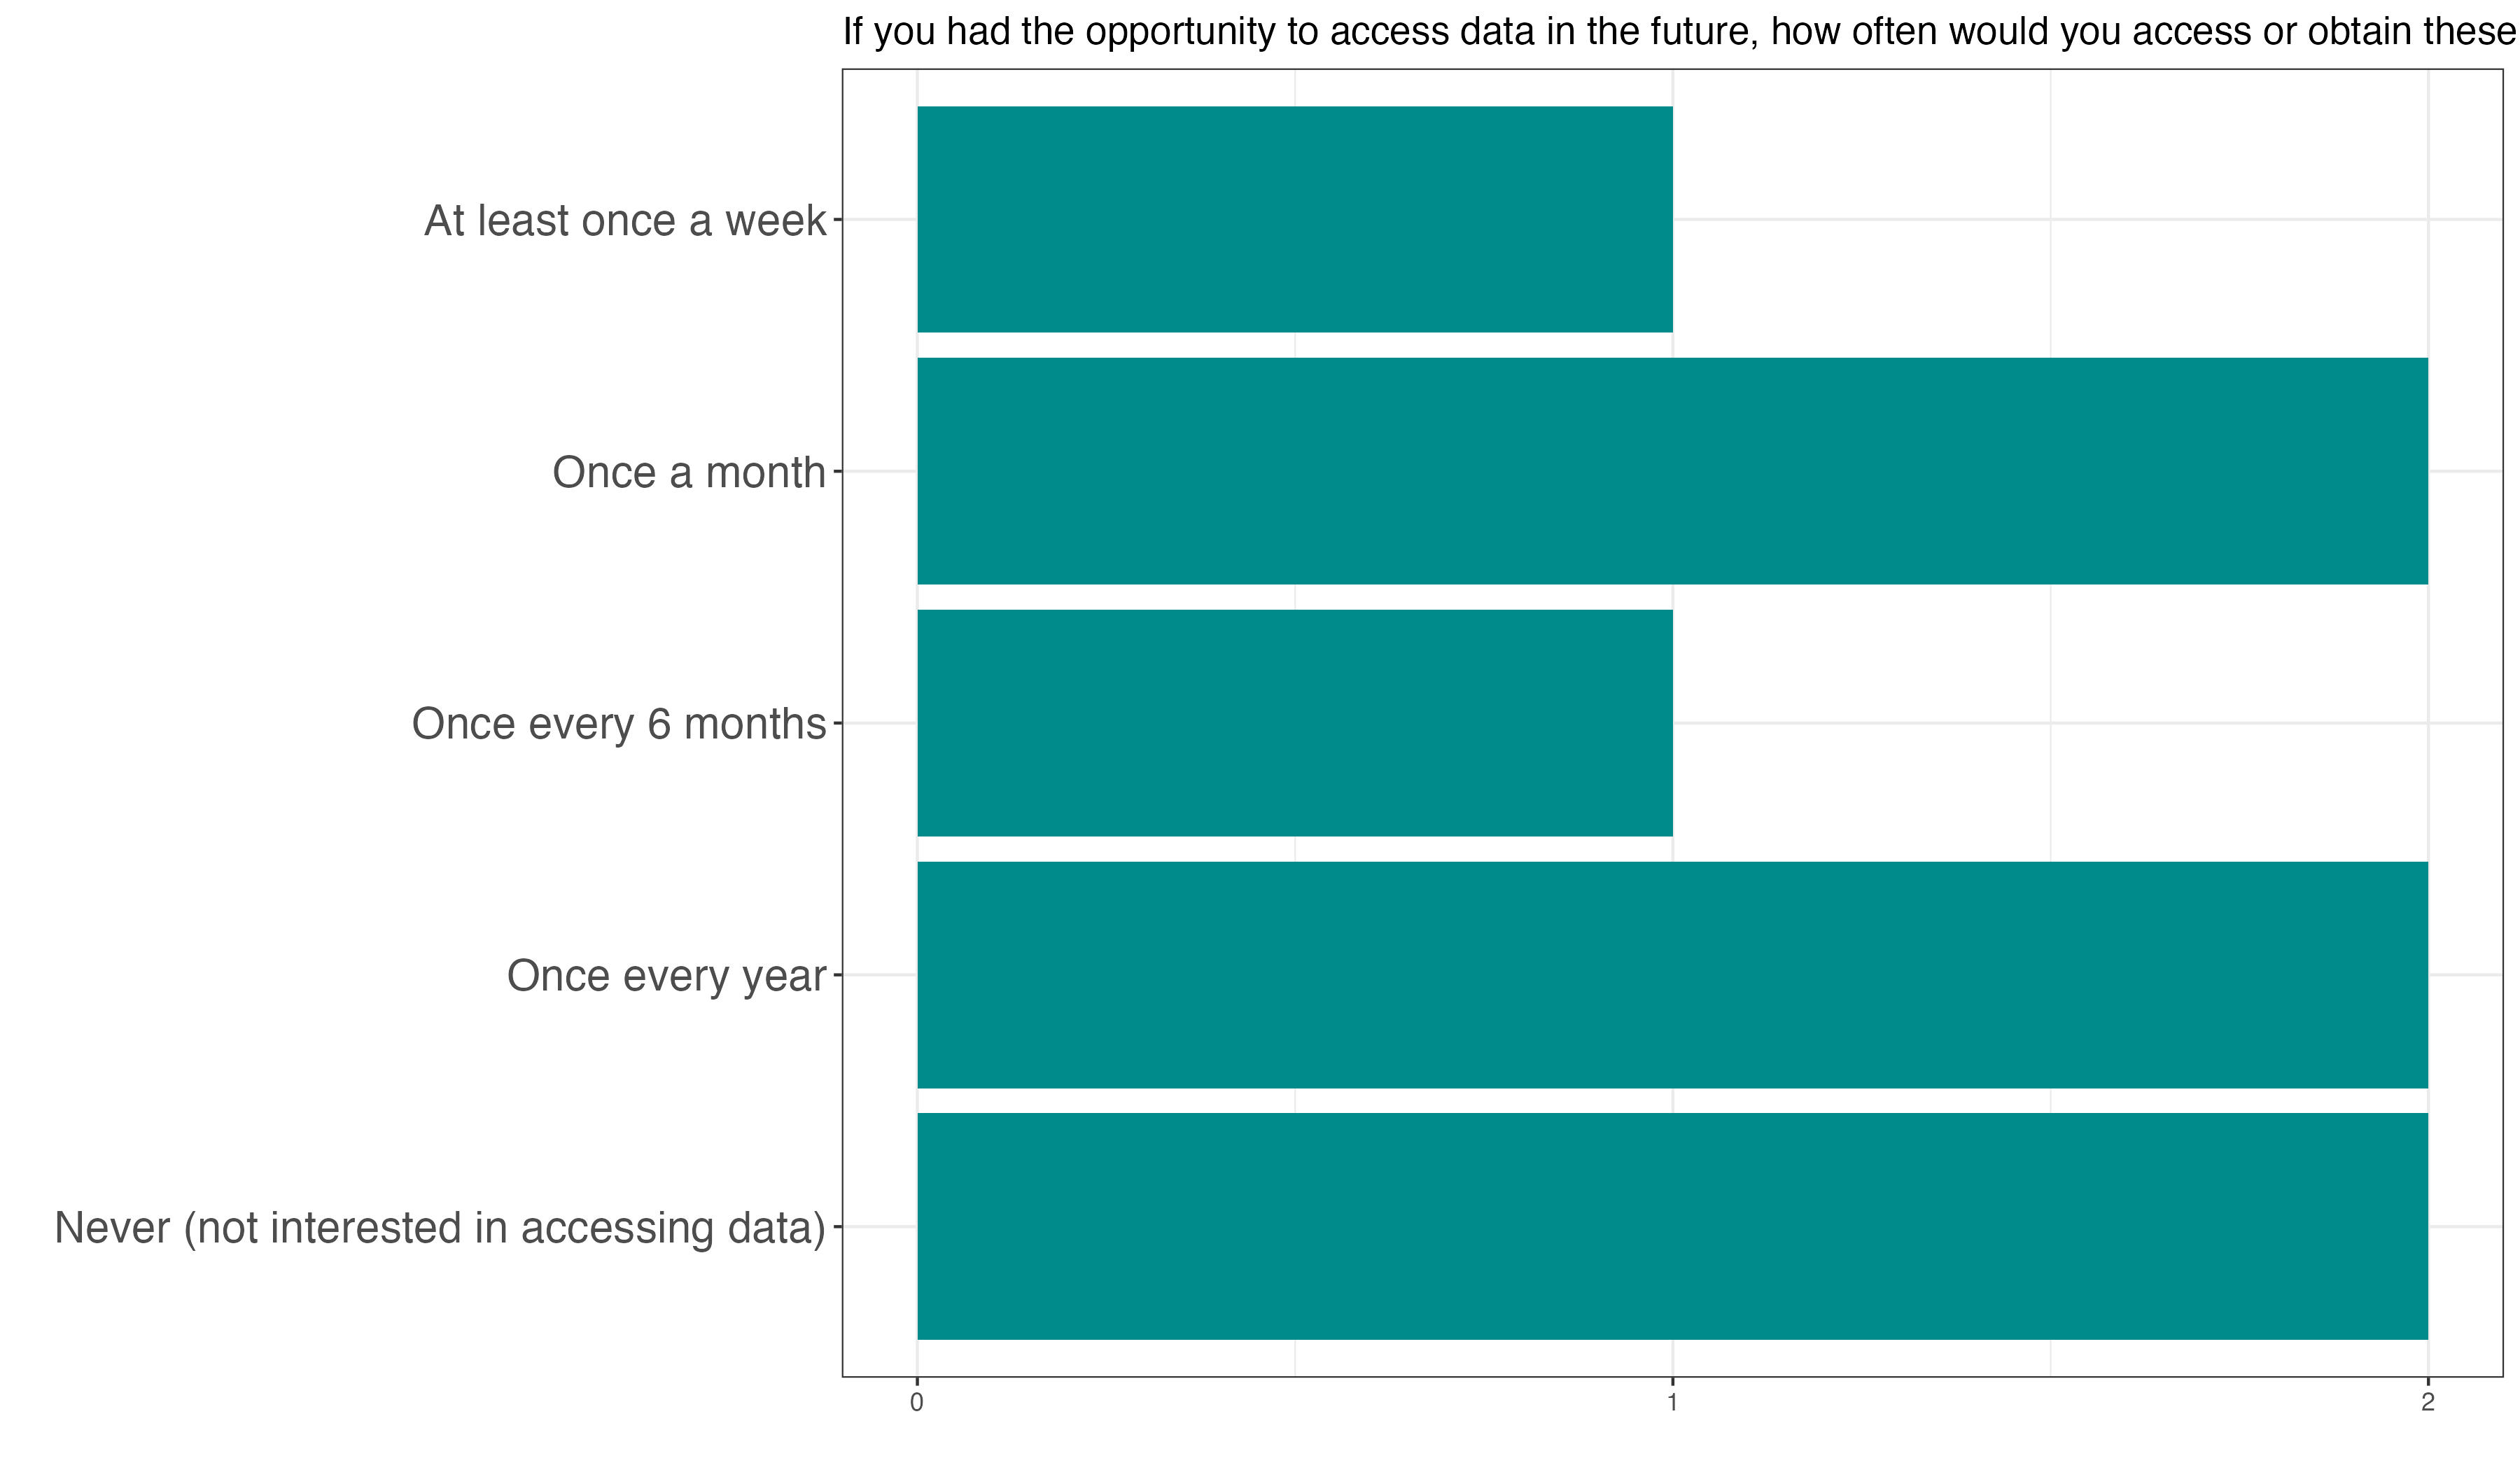 If you had the opportunity to access data in the future, how often would you access or obtain these
At least once a week
Once a month
Once every 6 months
Once every year
Never (not interested in accessing data)
0 1 2